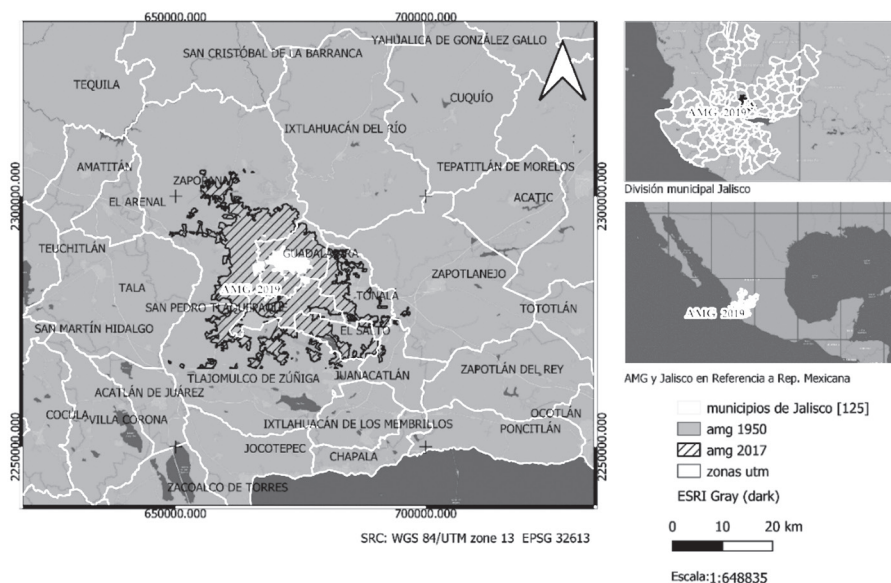 650000.000 700000.000
YAHUALICA DE GONZÁLEZ GALLO
SAN CRISTÓBAL DE LA BARRANCA
TEQUILA
CUQUÍO
IXTLAHUACÁN DEL RÍO
AMATITÁN
TEPATITLÁN DE MORELOS
ZAPOPAN
EL ARENAL
ACATIC
2300000.000 2300000.000
TEUCHITLÁN
GUADALAJARA
ZAPOTLANEJO
TALA
AMG 2019
TONALÁ
SAN PEDRO TLAQUEPAQUE
TOTOTLÁN
SAN MARTÍN HIDALGO
EL SALTO
ZAPOTLÁN DEL REY
TLAJOMULCO DE ZÚÑIGA
JUANACATLÁN
ACATLÁN DE JUÁREZ
COCULA
VILLA CORONA
OCOTLÁN
IXTLAHUACÁN DE LOS MEMBRILLOS
PONCITLÁN
JOCOTEPEC
CHAPALA
2250000.000 2250000.000
ZACOALCO DE TORRES
650000.000 700000.000
SRC: WGS 84/UTM zone 13 EPSG 32613
AMG 2019
División municipal Jalisco
AMG 2019
AMG y Jalisco en Referencia a Rep. Mexicana
municipios de Jalisco [125]
amg 1950
amg 2017
zonas utm
ESRI Gray (dark)
0 10 20 km
Escala:1:648835